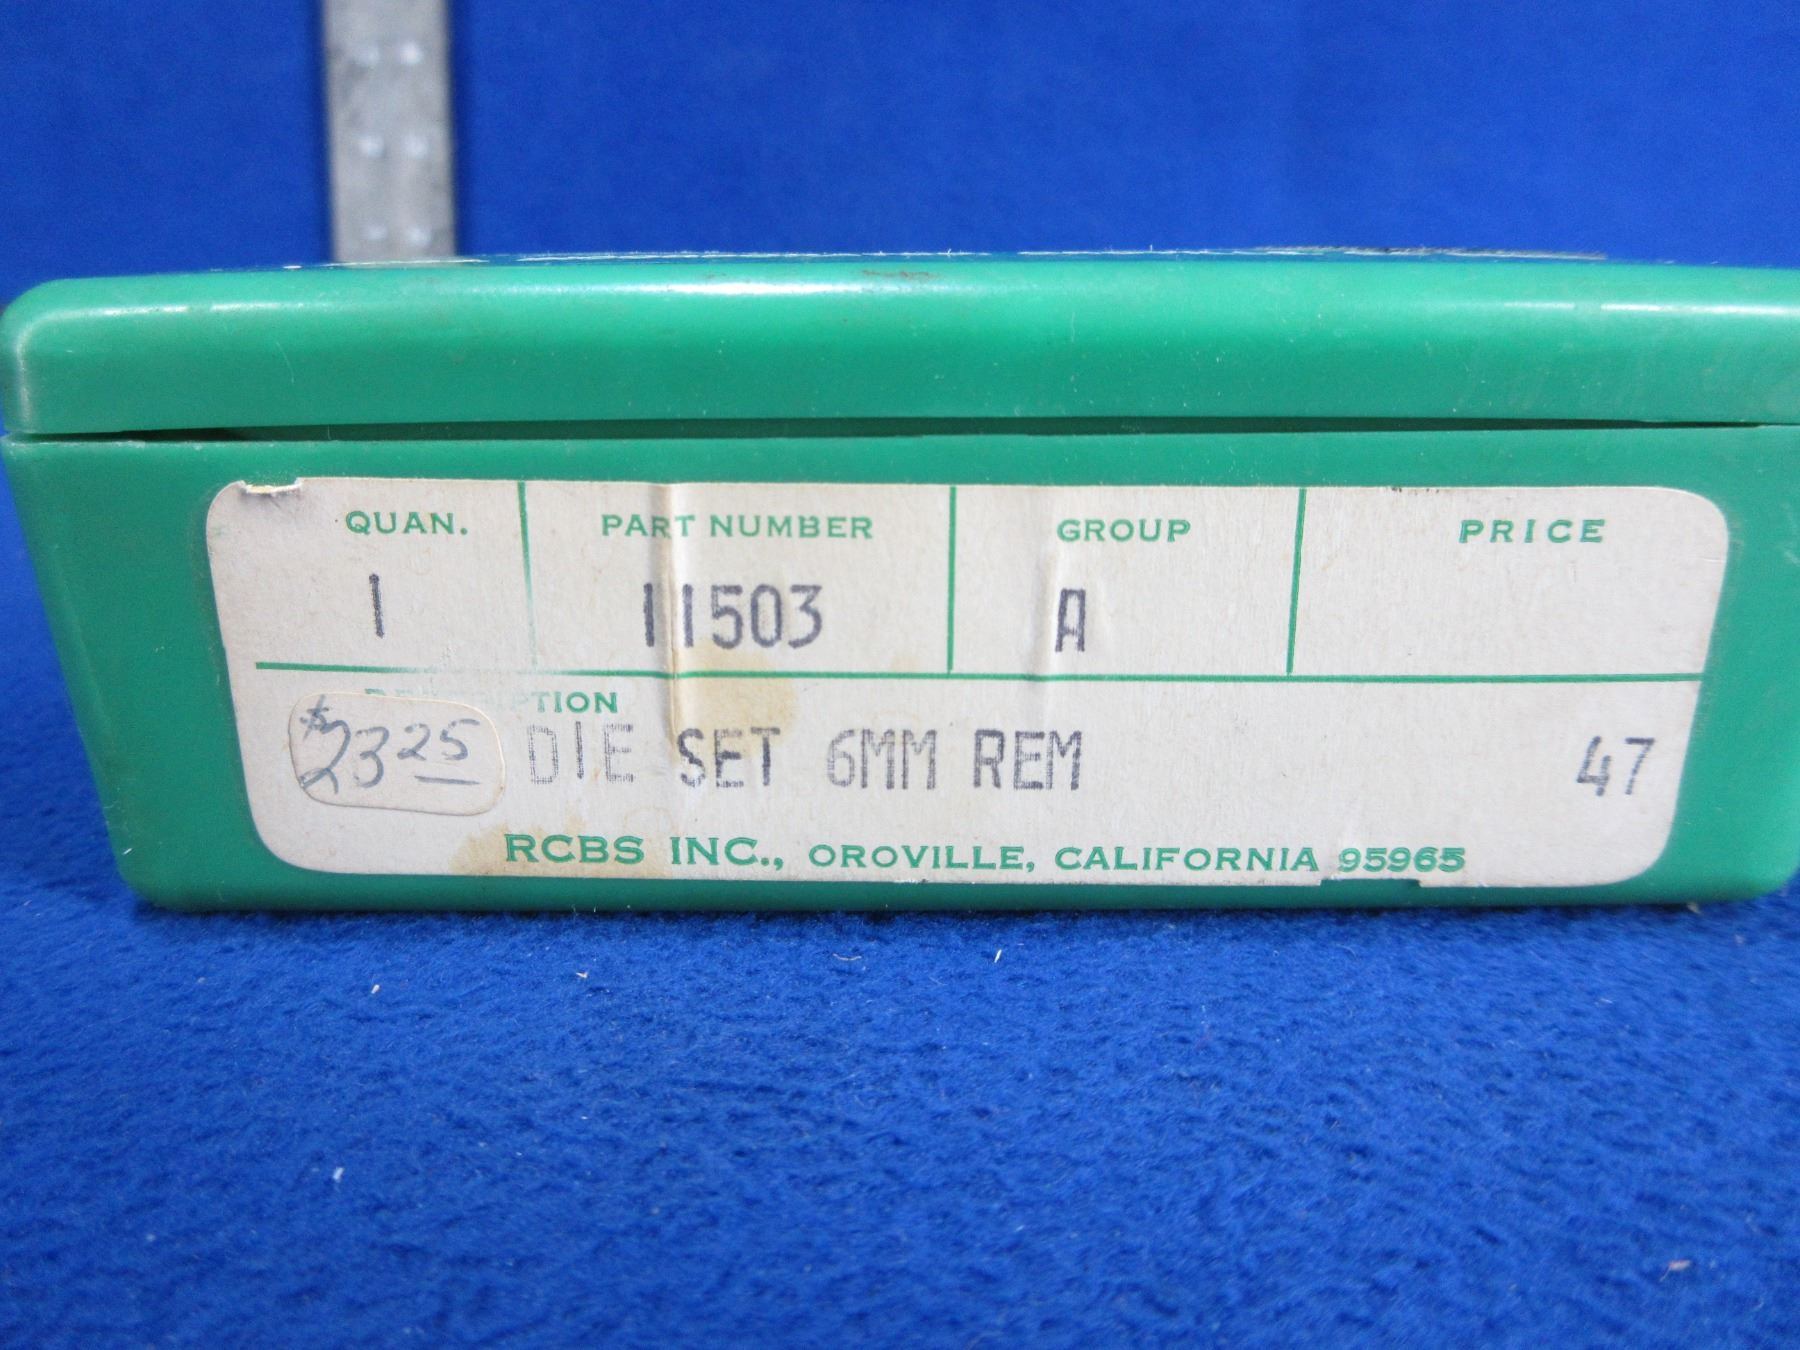 QUAN. PART NUMBER GROUP PRICE
1 11503 A
DESCRIPTION
$23 25 DIE SET 6MM REM 47
RCBS INC., OROVILLE, CALIFORNIA 95965